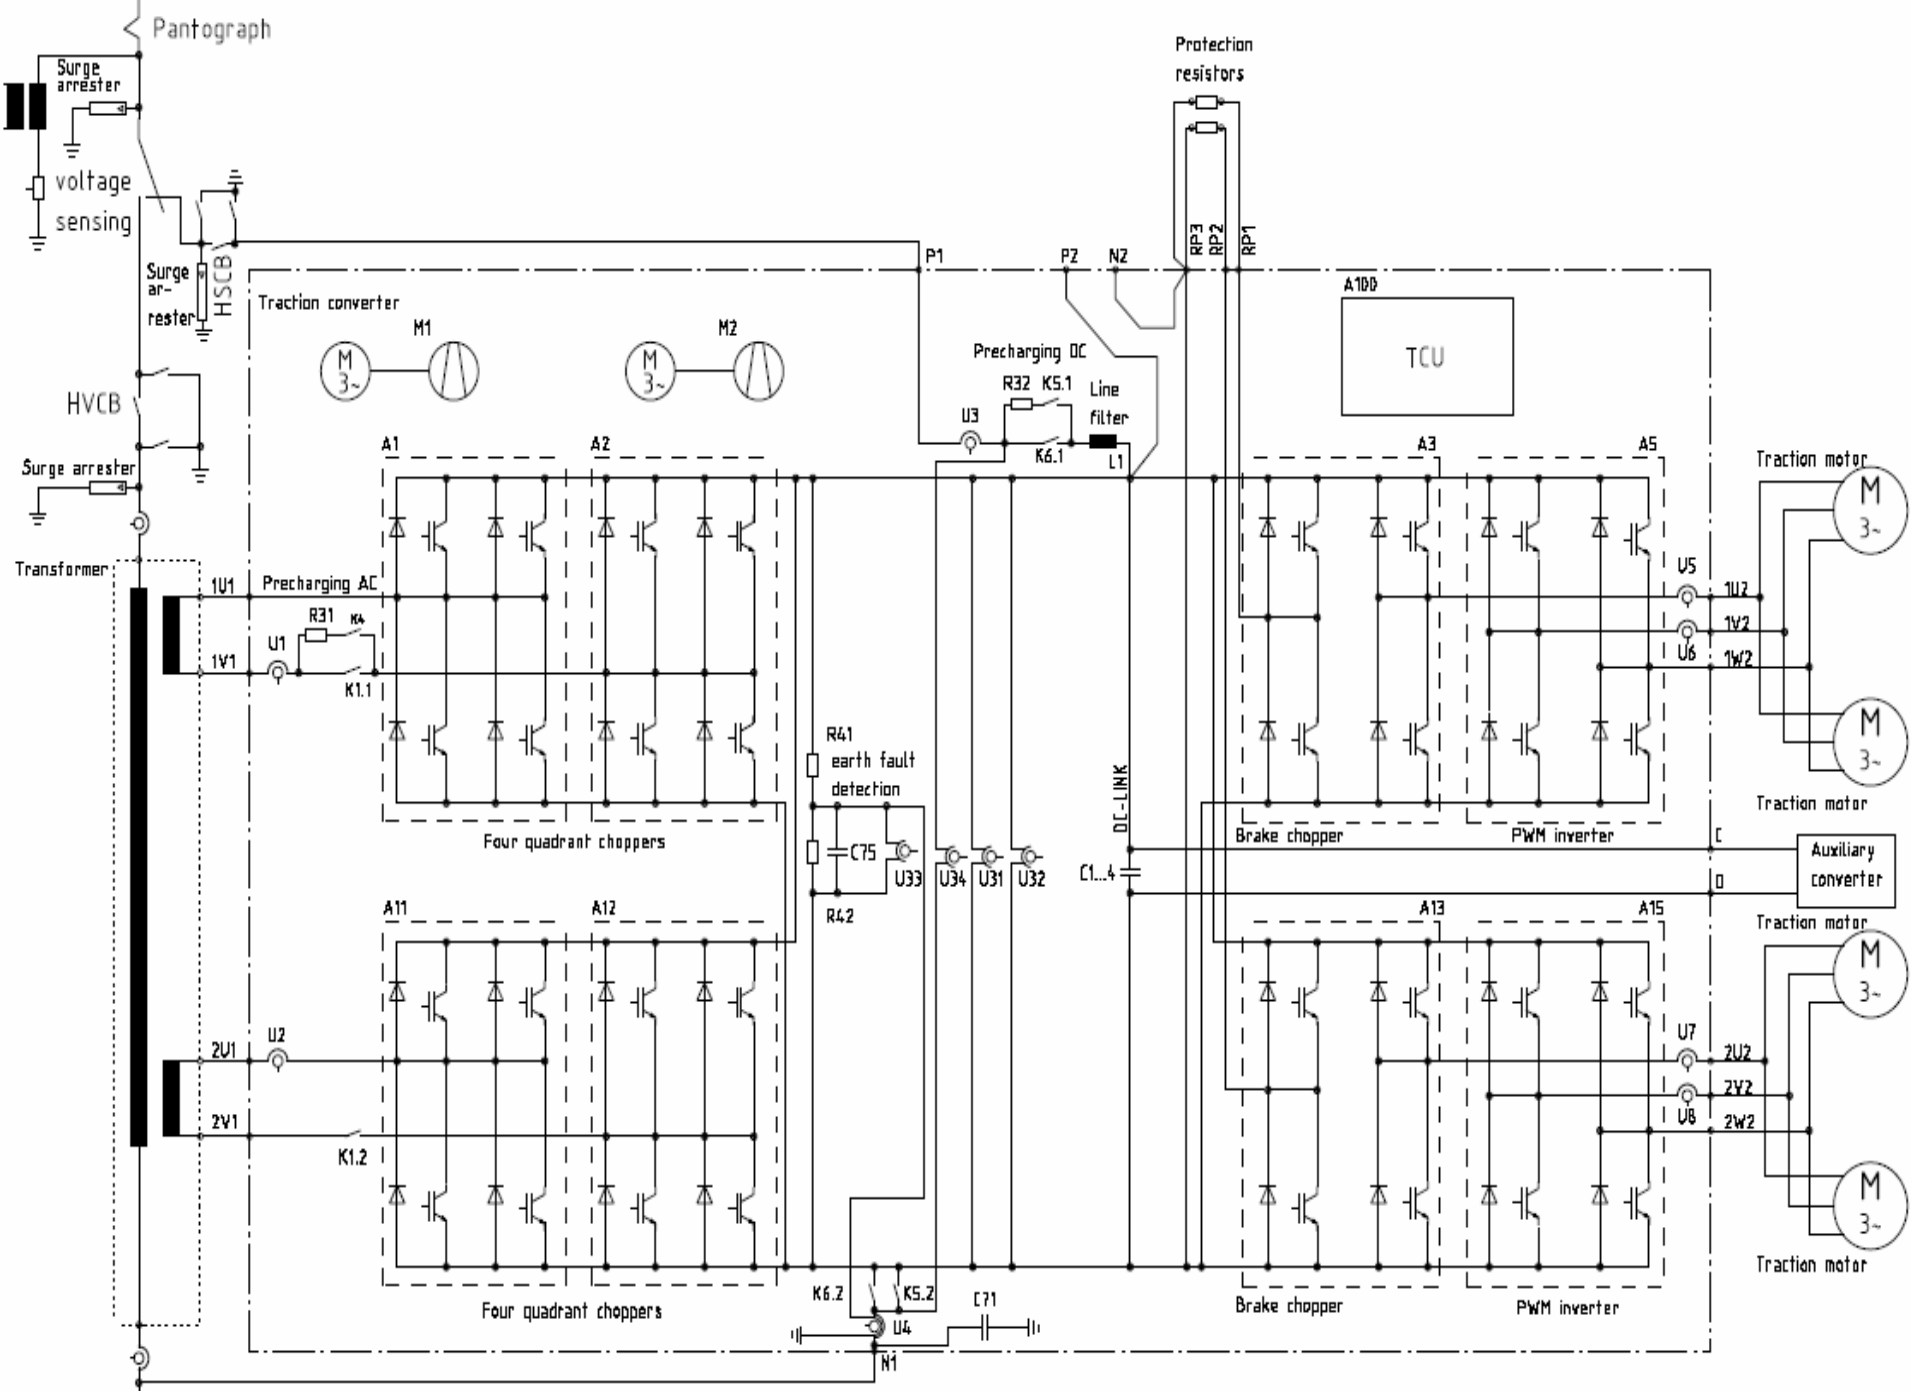 Pantograph
Surge
arrester
voltage
sensing
Surge
ar-
rester
HSCB
HVCB
Surge arrester
Transformer
Traction converter
M1
M
3~
M2
M
3~
P1
P2
N2
RP3
RP2
RP1
Protection
resistors
A100
TCU
Precharging DC
R32
K5.1
Line
filter
U3
K6.1
L1
A1
A2
A3
A5
Traction motor
M
3~
1U1
Precharging AC
R31
K4
U1
1V1
K1.1
U5
1U2
1V2
U6
1W2
M
3~
Traction motor
R41
earth fault
detection
C75
U33
U34
U31
U32
R42
DC-LINK
C1...4
Four quadrant choppers
Brake chopper
PWM inverter
C
D
Auxiliary
converter
A11
A12
A13
A15
Traction motor
M
3~
2U1
U2
2V1
K1.2
U7
2U2
2V2
U8
2W2
M
3~
Traction motor
Four quadrant choppers
K6.2
K5.2
U4
C71
N1
Brake chopper
PWM inverter